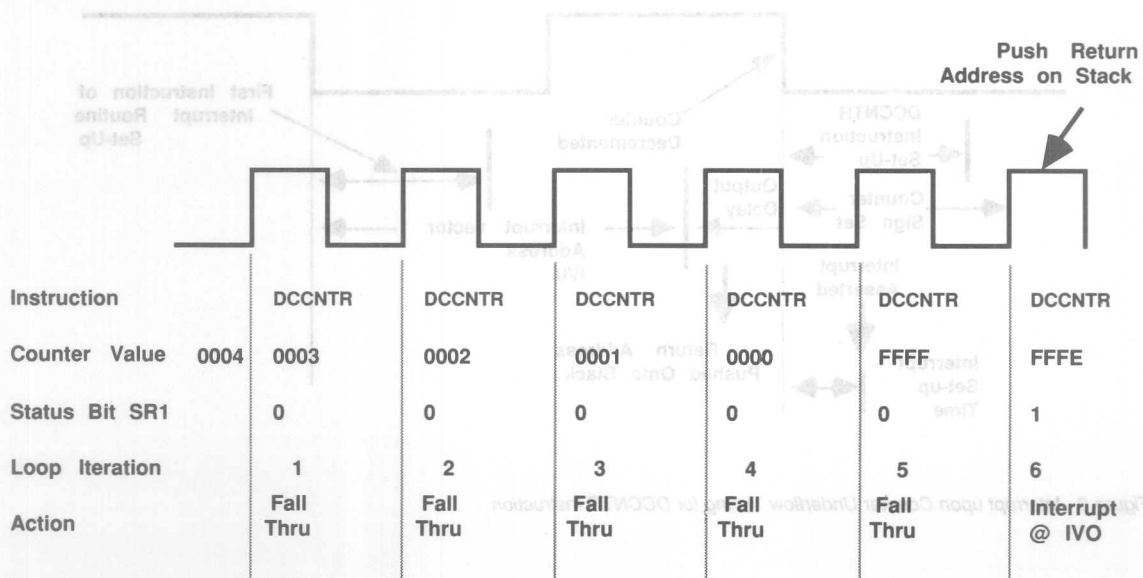 Push Return
Address on Stack
Instruction DCCNTR DCCNTR DCCNTR DCCNTR DCCNTR DCCNTR
Counter Value 0004 0003 0002 0001 0000 FFFF FFFE
Status Bit SR1 0 0 0 0 0 1
Loop Iteration 1 2 3 4 5 6
Action Fall Thru Fall Thru Fall Thru Fall Thru Fall Thru Interrupt @ IVO